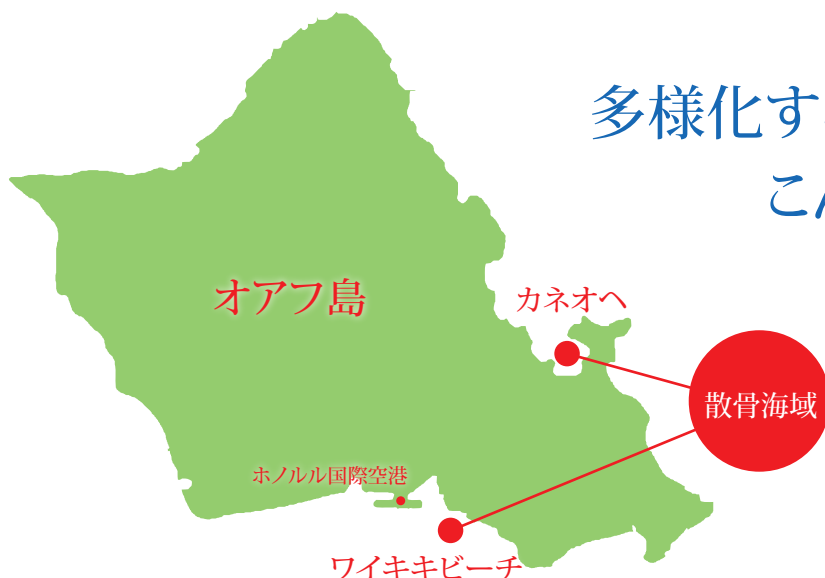 多様化す
こん
オアフ島
カネオヘ
散骨海域
ホノルル国際空港
ワイキキビーチ